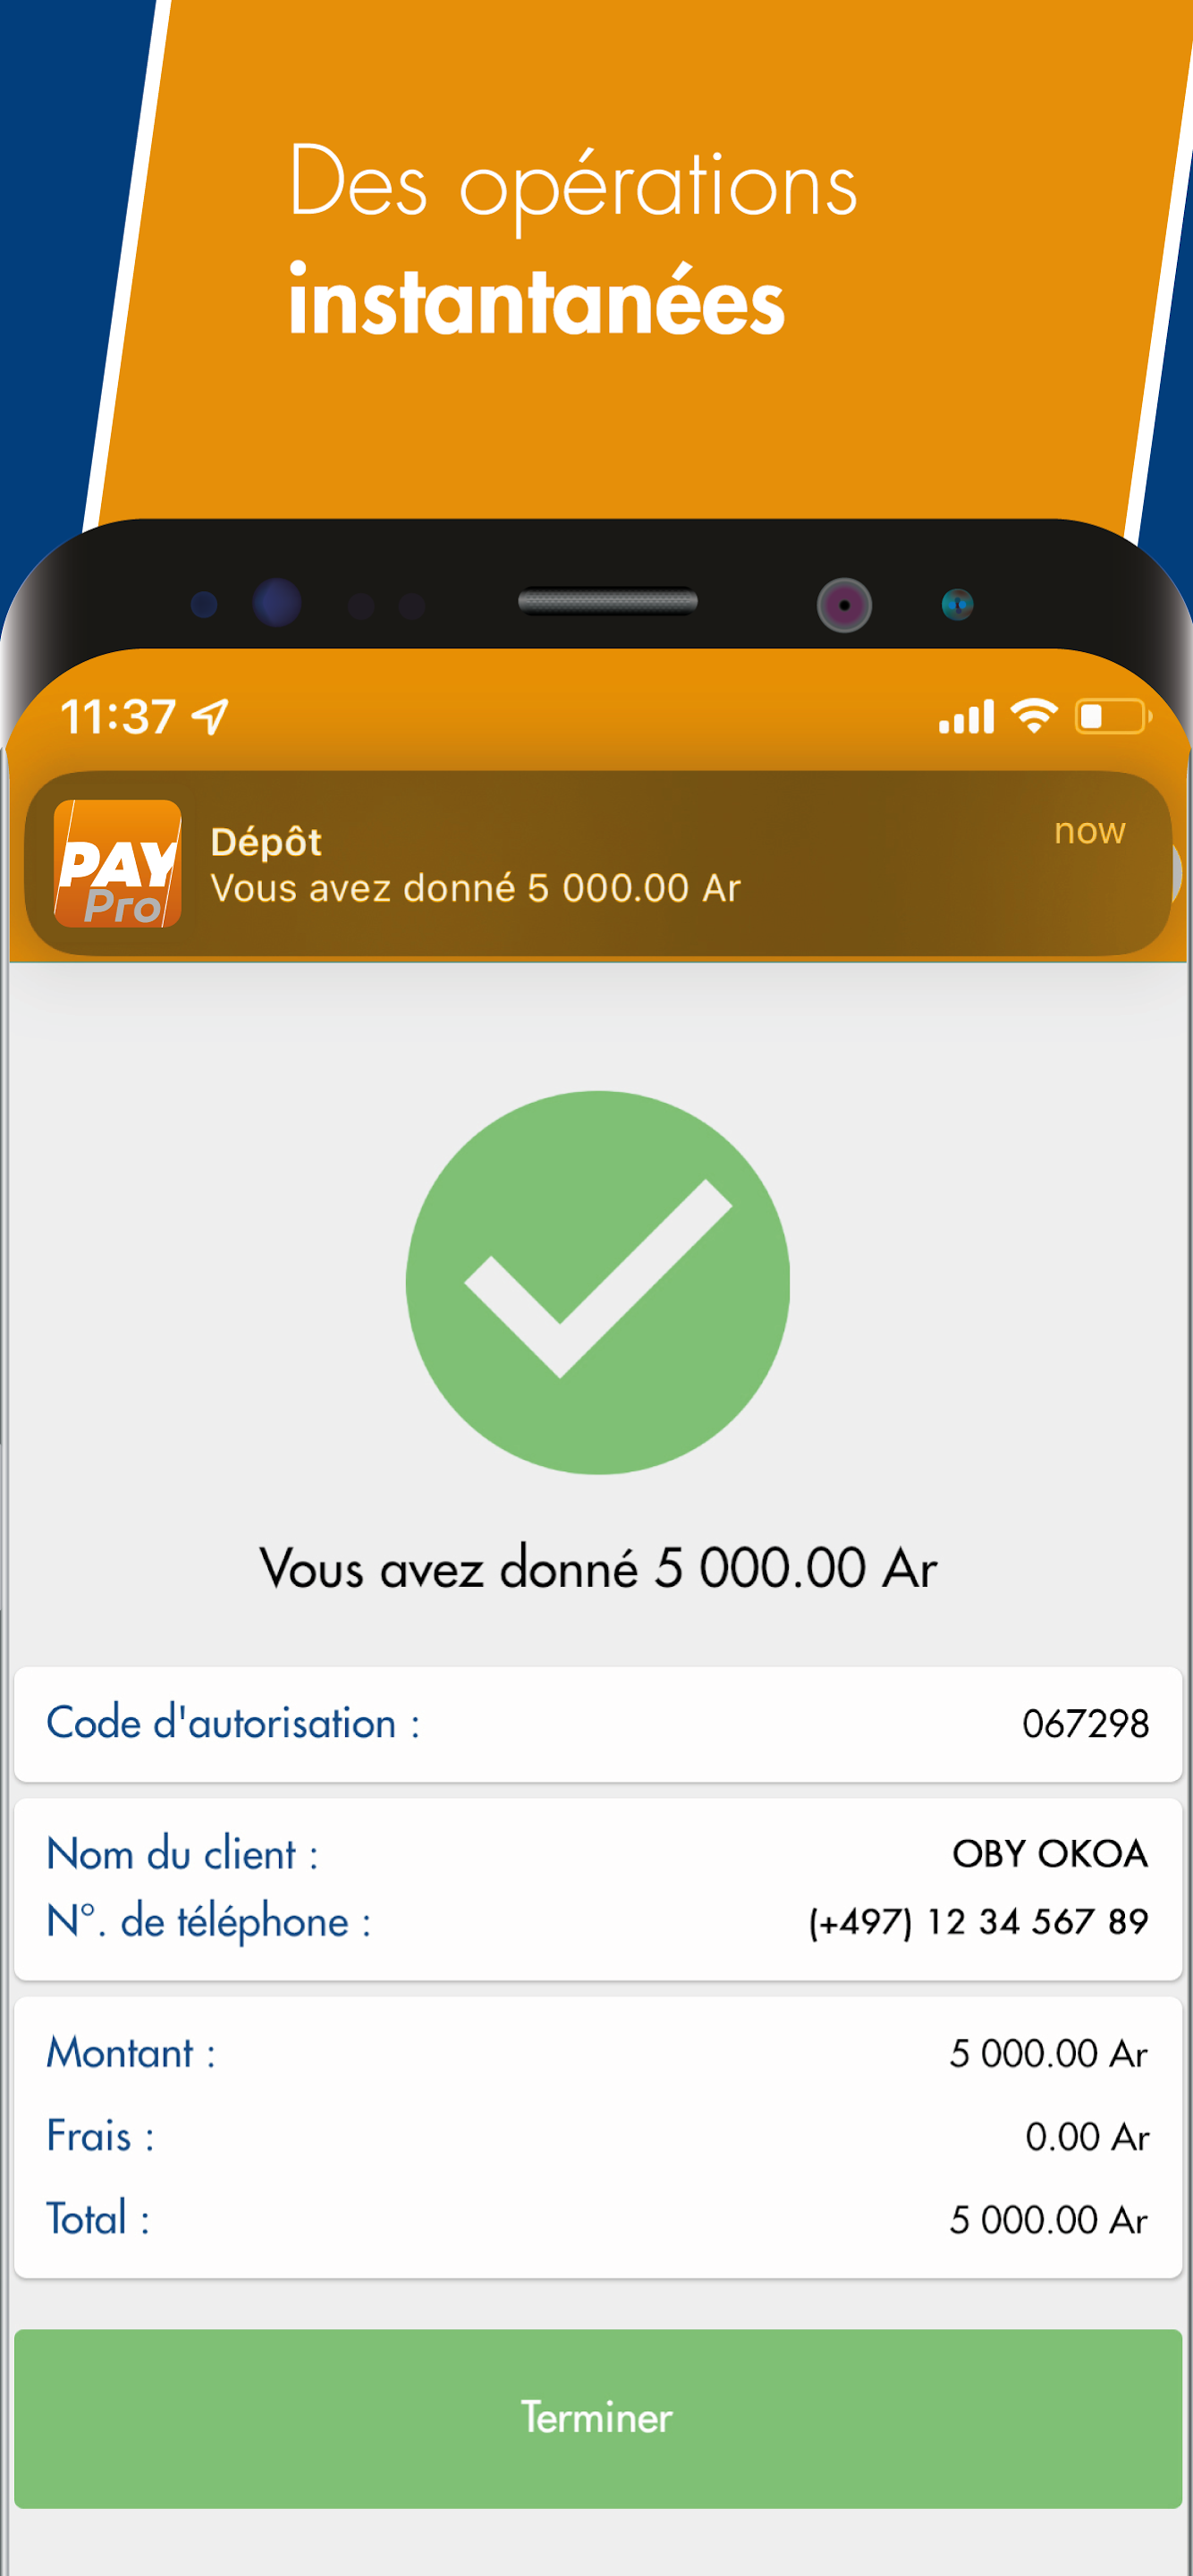 Des opérations
instantanées
11:37
PAY
Pro
Dépôt
now
Vous avez donné 5 000.00 Ar
Vous avez donné 5 000.00 Ar
Code d'autorisation : 067298
Nom du client : OBY OKOA
N°. de téléphone : (+497) 12 34 567 89
Montant : 5 000.00 Ar
Frais : 0.00 Ar
Total : 5 000.00 Ar
Terminer